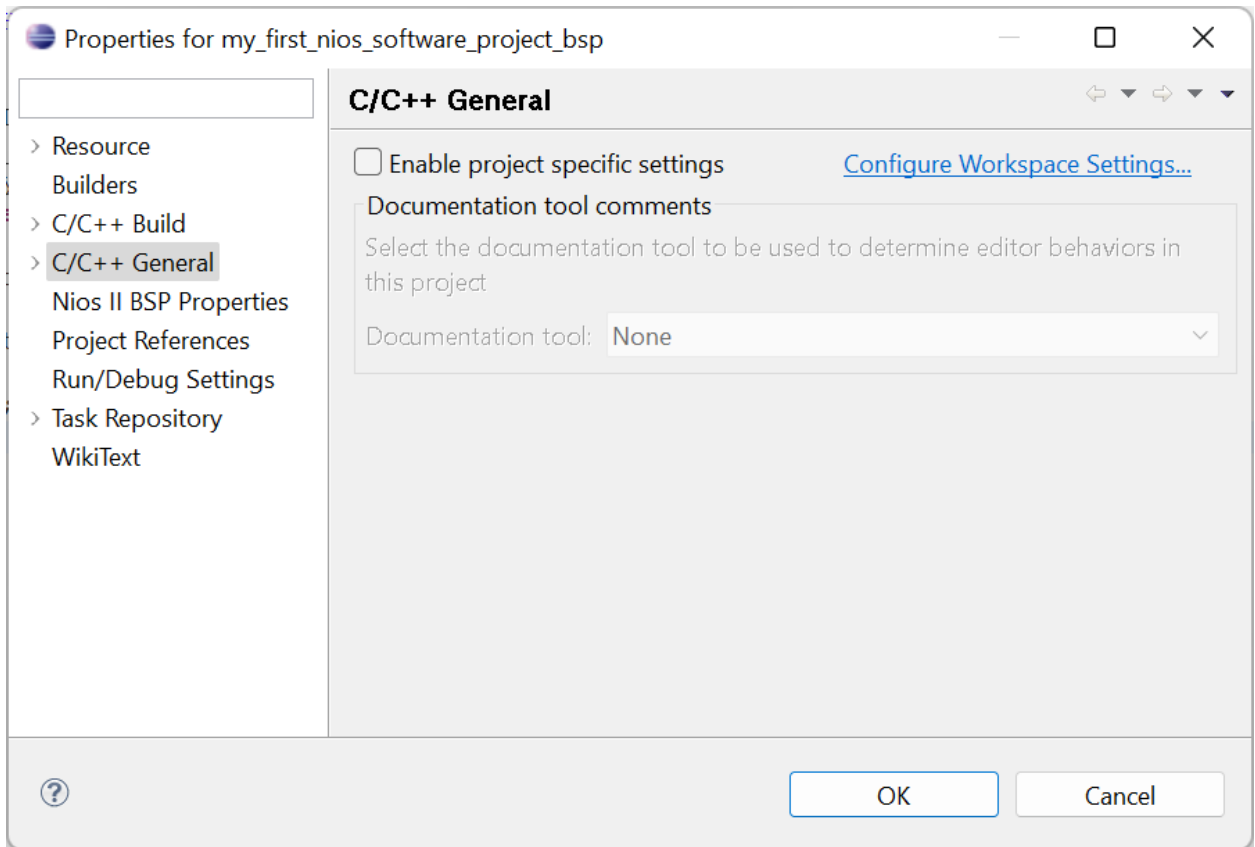 Properties for my_first_nios_software_project_bsp
C/C++ General
Resource
Builders
C/C++ Build
C/C++ General
Nios II BSP Properties
Project References
Run/Debug Settings
Task Repository
WikiText
Enable project specific settings
Configure Workspace Settings...
Documentation tool comments
Select the documentation tool to be used to determine editor behaviors in
this project
Documentation tool: None
OK
Cancel